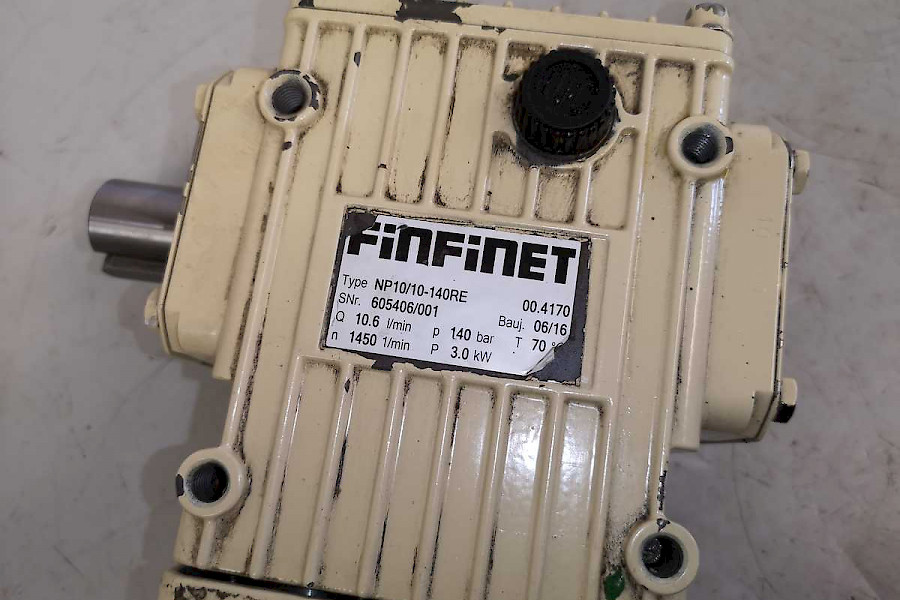 FiNFiNET
Type NP10/10-140RE 00.4170
SNr. 605406/001 Bauj. 06/16
Q 10.6 l/min p 140 bar T 70 °
n 1450 1/min P 3.0 kW